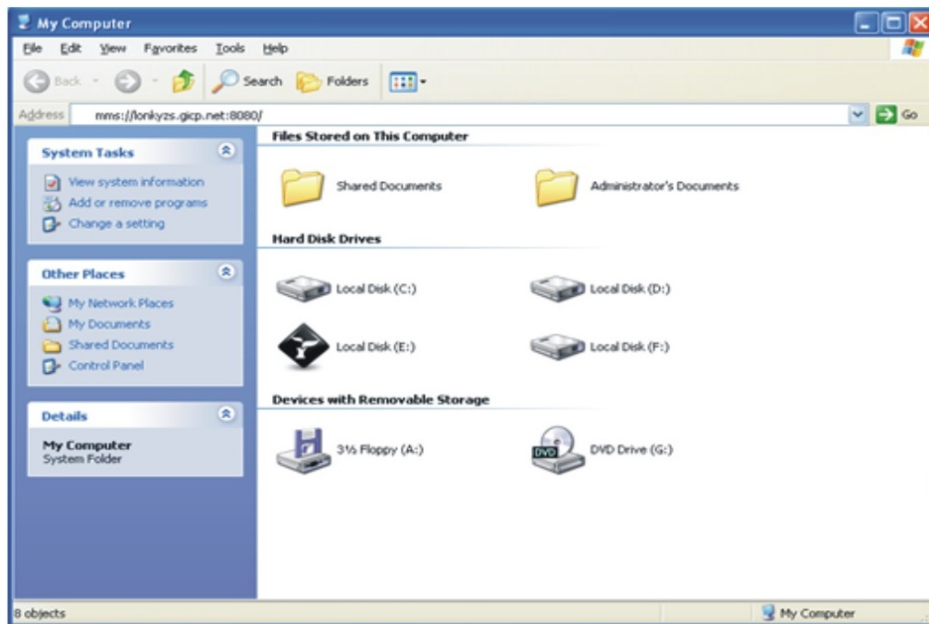 My Computer
File Edit View Favorites Tools Help
Back Search Folders
Address mms://lonkyzs.gicp.net:8080/ Go
System Tasks
View system information
Add or remove programs
Change a setting
Other Places
My Network Places
My Documents
Shared Documents
Control Panel
Details
My Computer
System Folder
Files Stored on This Computer
Shared Documents Administrator's Documents
Hard Disk Drives
Local Disk (C:) Local Disk (D:)
Local Disk (E:) Local Disk (F:)
Devices with Removable Storage
3½ Floppy (A:) DVD Drive (G:)
DVD
8 objects My Computer